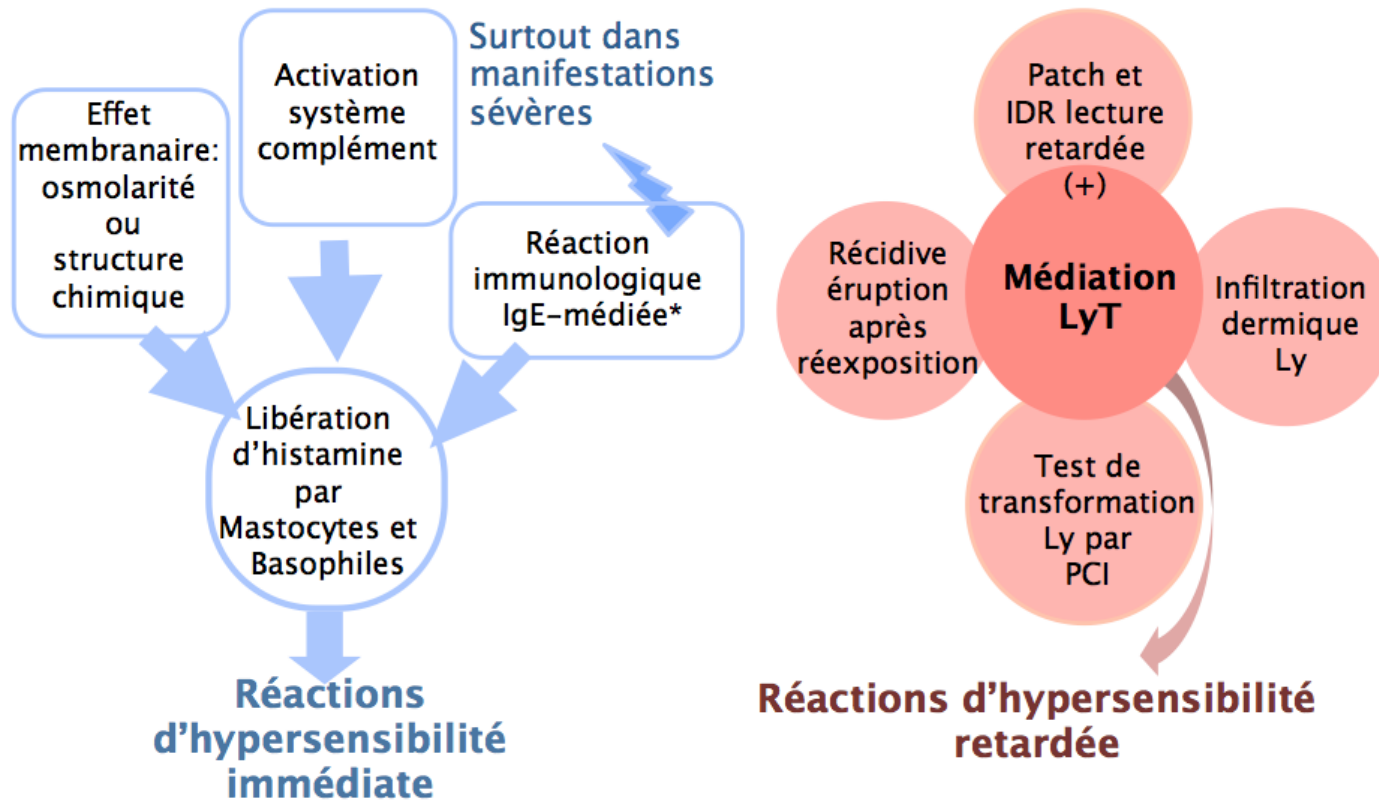 Effet
membranaire:
osmolarité
ou
structure
chimique
Activation
système
complément
Surtout dans
manifestations
sévères
Réaction
immunologique
IgE-médiée*
Libération
d'histamine
par
Mastocytes et
Basophiles
Réactions
d'hypersensibilité
immédiate
Patch et
IDR lecture
retardée
(+)
Récidive
éruption
après
réexposition
Médiation
LyT
Infiltration
dermique
Ly
Test de
transformation
Ly par
PCI
Réactions d'hypersensibilité
retardée